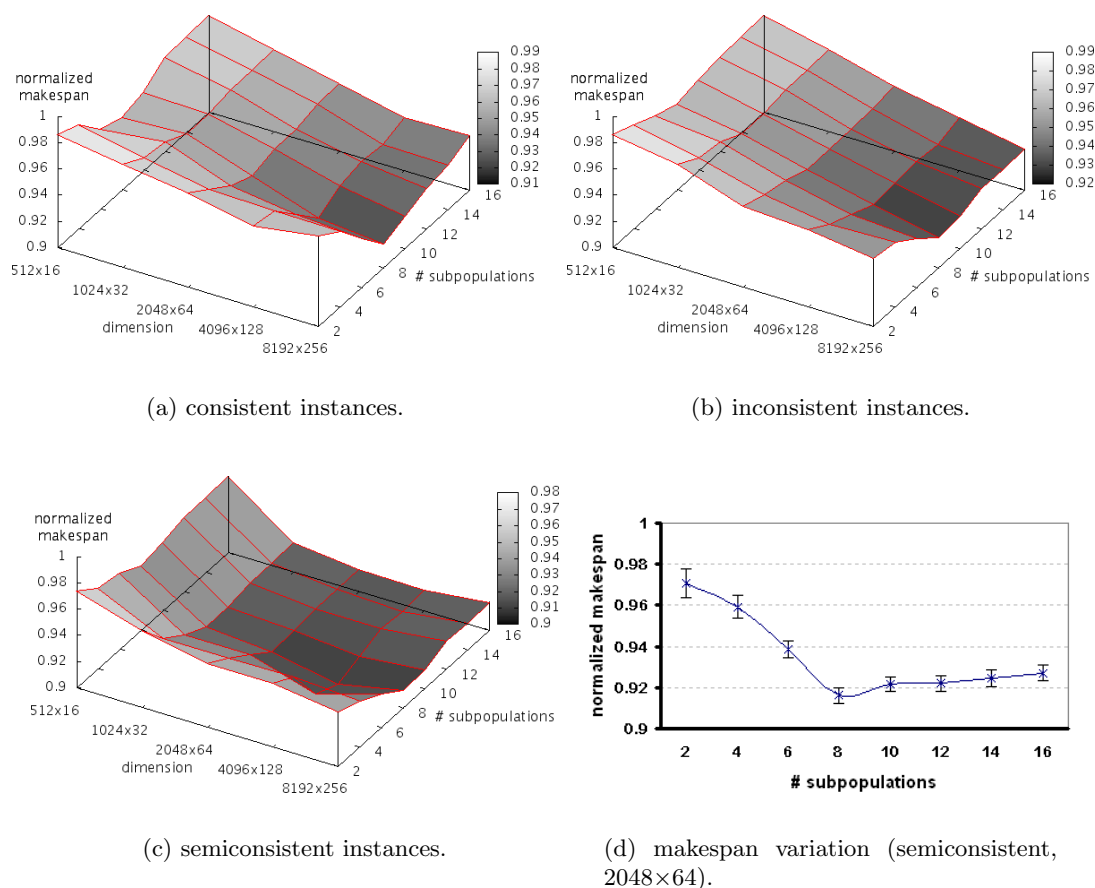 normalized
makespan
1
0.98
0.96
0.94
0.92
0.9
512x16
1024x32
2048x64
4096x128
8192x256
dimension
2
4
6
8
10
12
14
16
# subpopulations
0.99
0.98
0.97
0.96
0.95
0.94
0.93
0.92
0.91
(a) consistent instances.
normalized
makespan
1
0.98
0.96
0.94
0.92
0.9
512x16
1024x32
2048x64
4096x128
8192x256
dimension
2
4
6
8
10
12
14
16
# subpopulations
0.99
0.98
0.97
0.96
0.95
0.94
0.93
0.92
(b) inconsistent instances.
normalized
makespan
1
0.98
0.96
0.94
0.92
0.9
512x16
1024x32
2048x64
4096x128
8192x256
dimension
2
4
6
8
10
12
14
16
# subpopulations
0.98
0.97
0.96
0.95
0.94
0.93
0.92
0.91
0.9
(c) semiconsistent instances.
normalized makespan
1
0.98
0.96
0.94
0.92
0.9
2 4 6 8 10 12 14 16
# subpopulations
(d) makespan variation (semiconsistent,
2048×64).